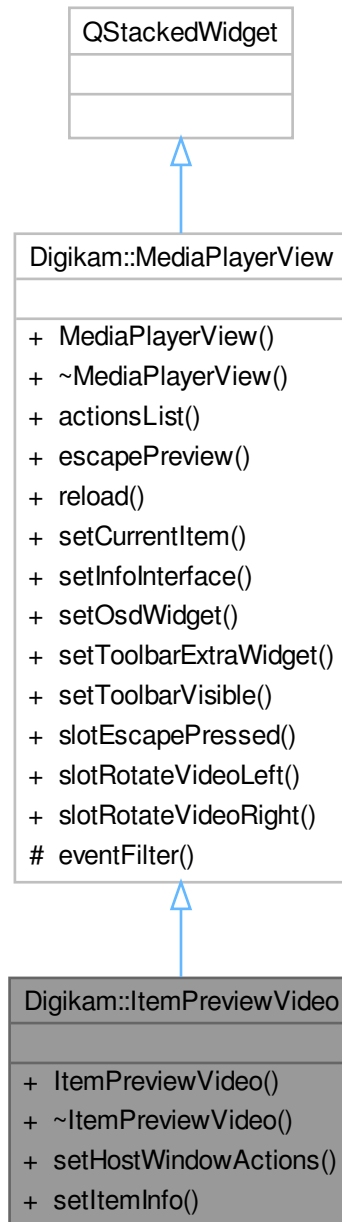 QStackedWidget
Digikam::MediaPlayerView
+ MediaPlayerView()
+ ~MediaPlayerView()
+ actionsList()
+ escapePreview()
+ reload()
+ setCurrentItem()
+ setInfoInterface()
+ setOsdWidget()
+ setToolbarExtraWidget()
+ setToolbarVisible()
+ slotEscapePressed()
+ slotRotateVideoLeft()
+ slotRotateVideoRight()
# eventFilter()
Digikam::ItemPreviewVideo
+ ItemPreviewVideo()
+ ~ItemPreviewVideo()
+ setHostWindowActions()
+ setItemInfo()